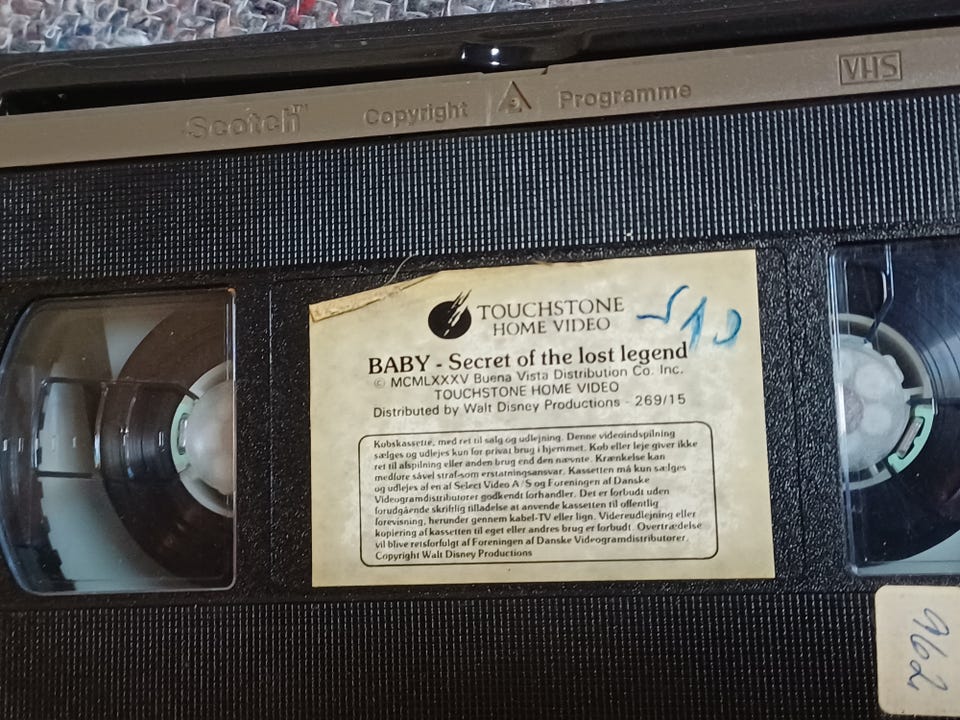 Scotch™ Copyright Programme VHS
TOUCHSTONE
HOME VIDEO
BABY - Secret of the lost legend
© MCMLXXXV Buena Vista Distribution Co. Inc.
TOUCHSTONE HOME VIDEO
Distributed by Walt Disney Productions - 269/15
Købskassette, med ret til salg og udlejning. Denne videoindspilning
sælges og udlejes kun for privat brug i hjemmet. Køb eller leje giver ikke
ret til afspilning eller anden brug end den nævnte. Krænkelse kan
medføre såvel straf-som erstatningsansvar. Kassetten må kun sælges
og udlejes af en af Select Video A/S og Foreningen af Danske
Videogramdistributører godkendt forhandler. Det er forbudt uden
forudgående skriftlig tilladelse at anvende kassetten til offentlig
forevisning, herunder gennem kabel-TV eller lign. Videreudlejning eller
kopiering af kassetten til eget eller andres brug er forbudt. Overtrædelse
vil blive retsforfulgt af Foreningen af Danske Videogramdistributører.
Copyright Walt Disney Productions
962